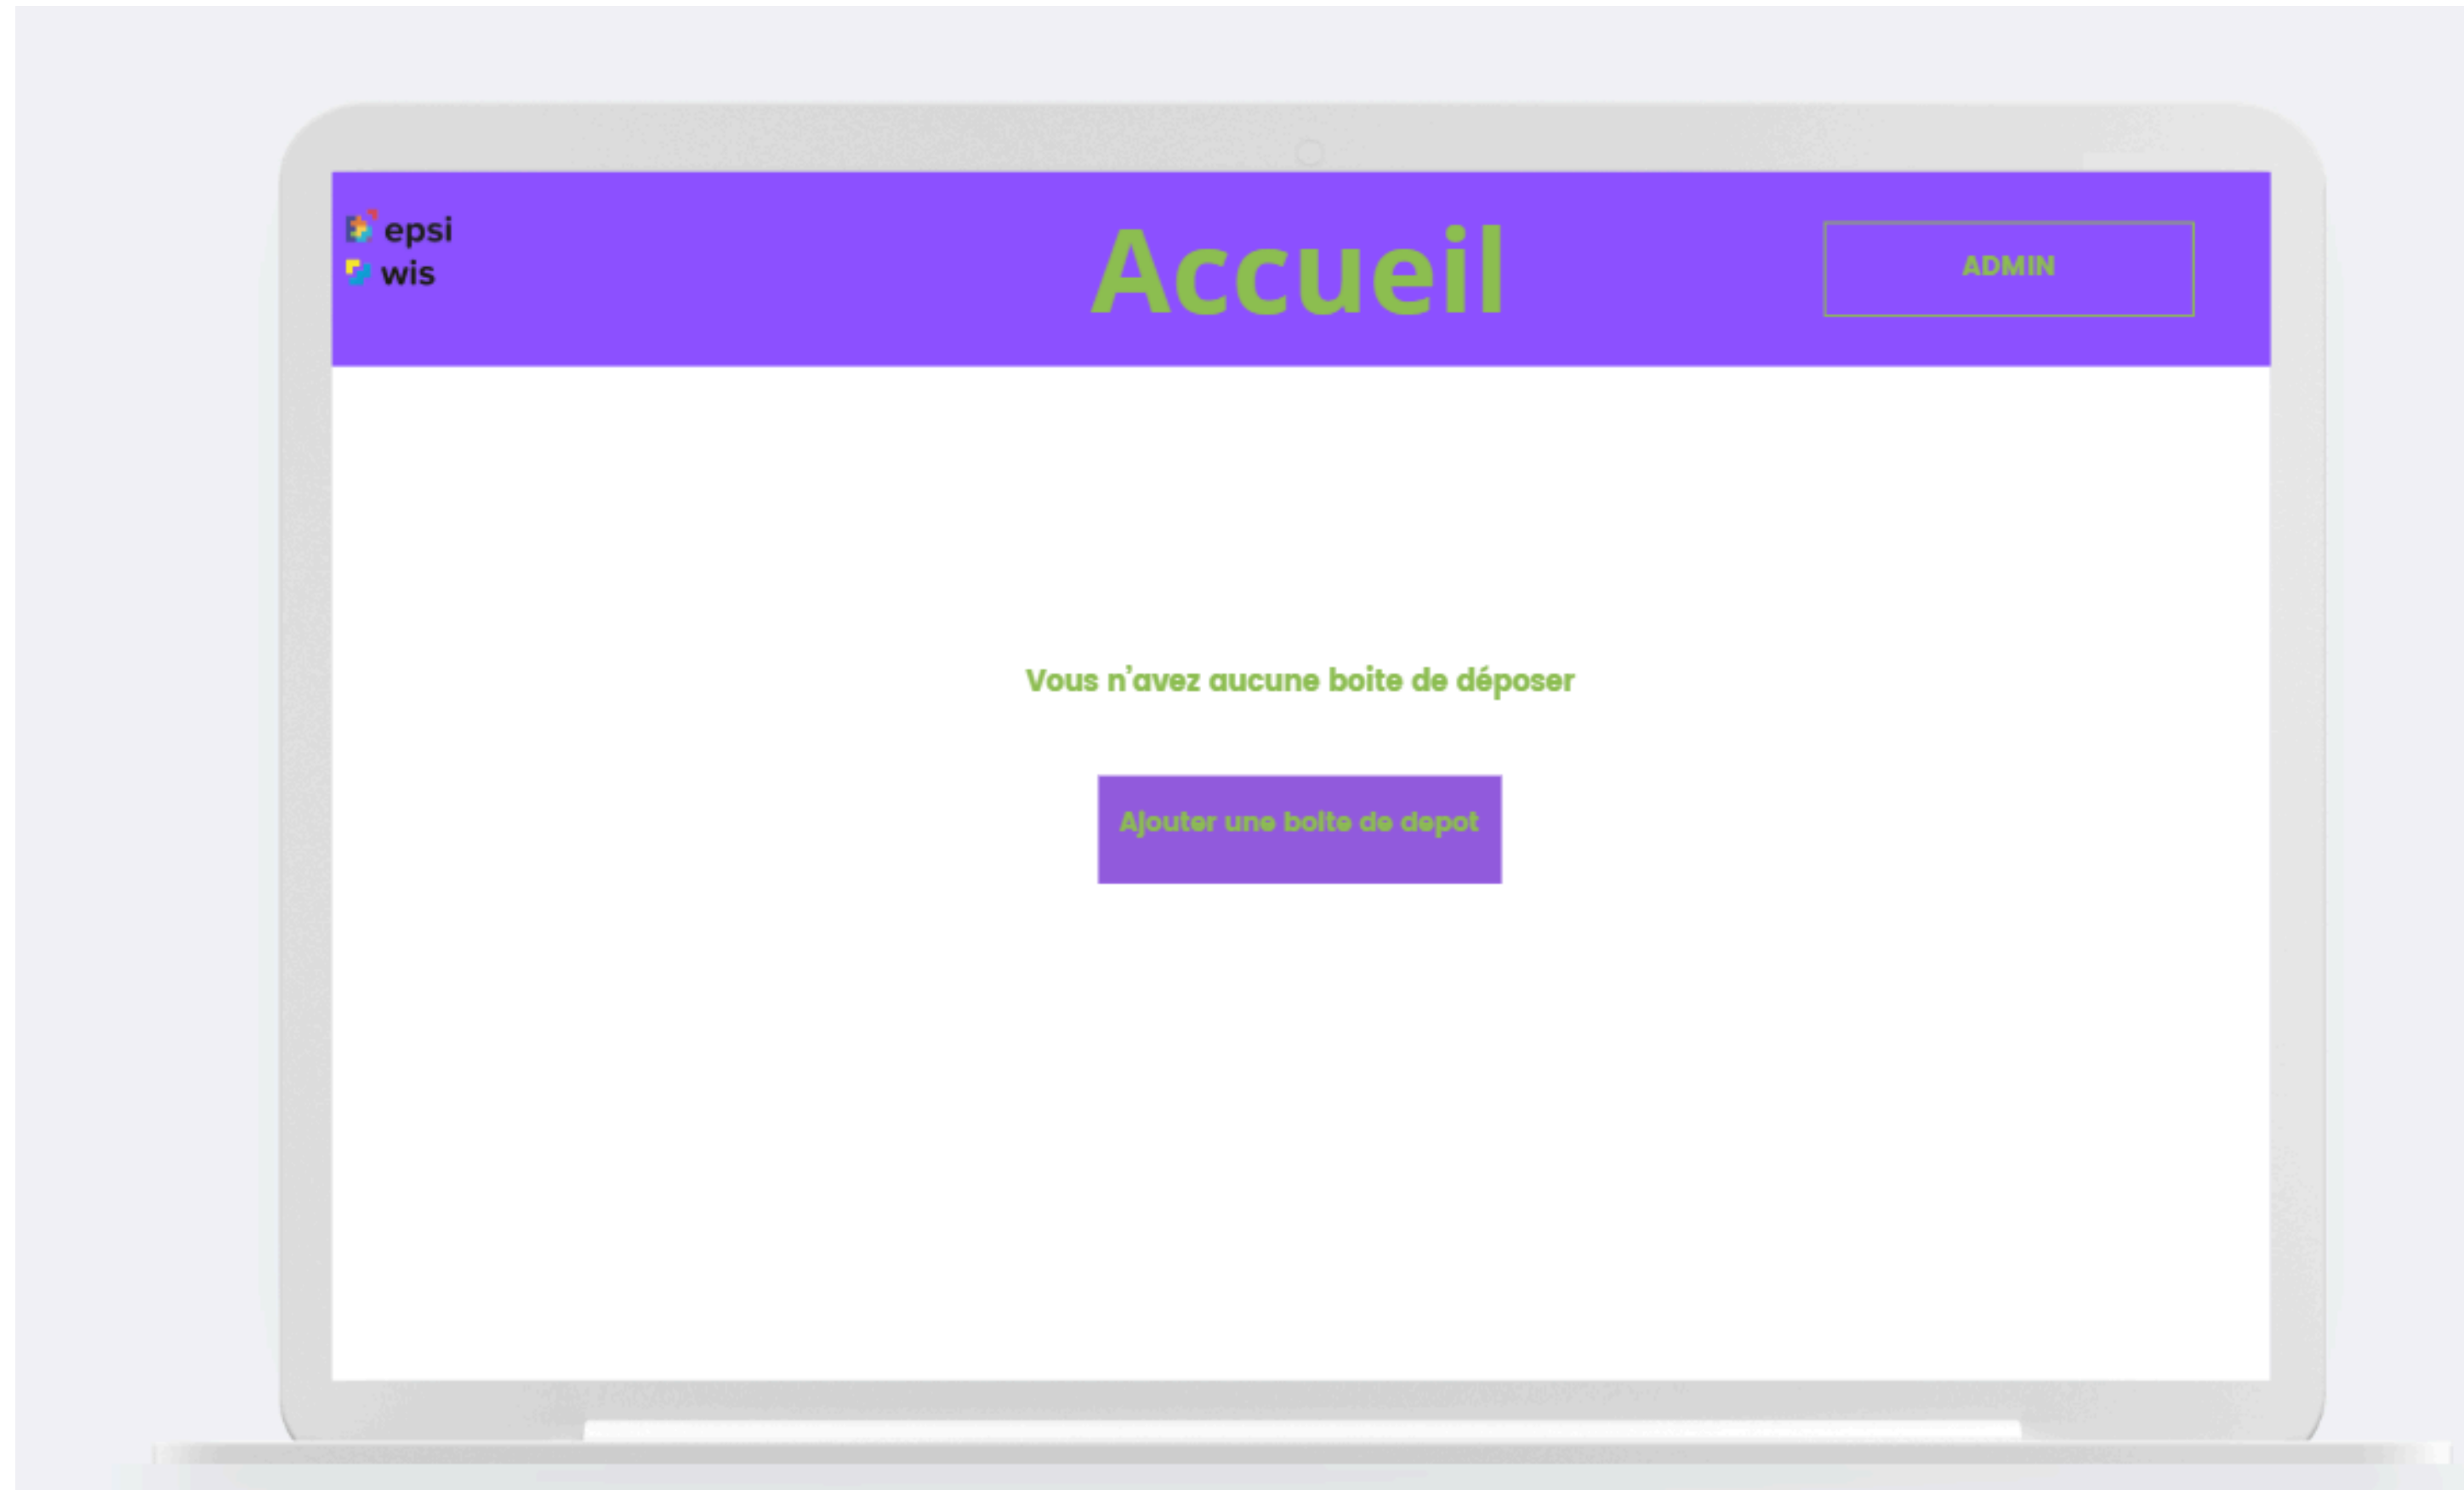 epsi
wis
Accueil
ADMIN
Vous n'avez aucune boite de déposer
Ajouter une boite de depot